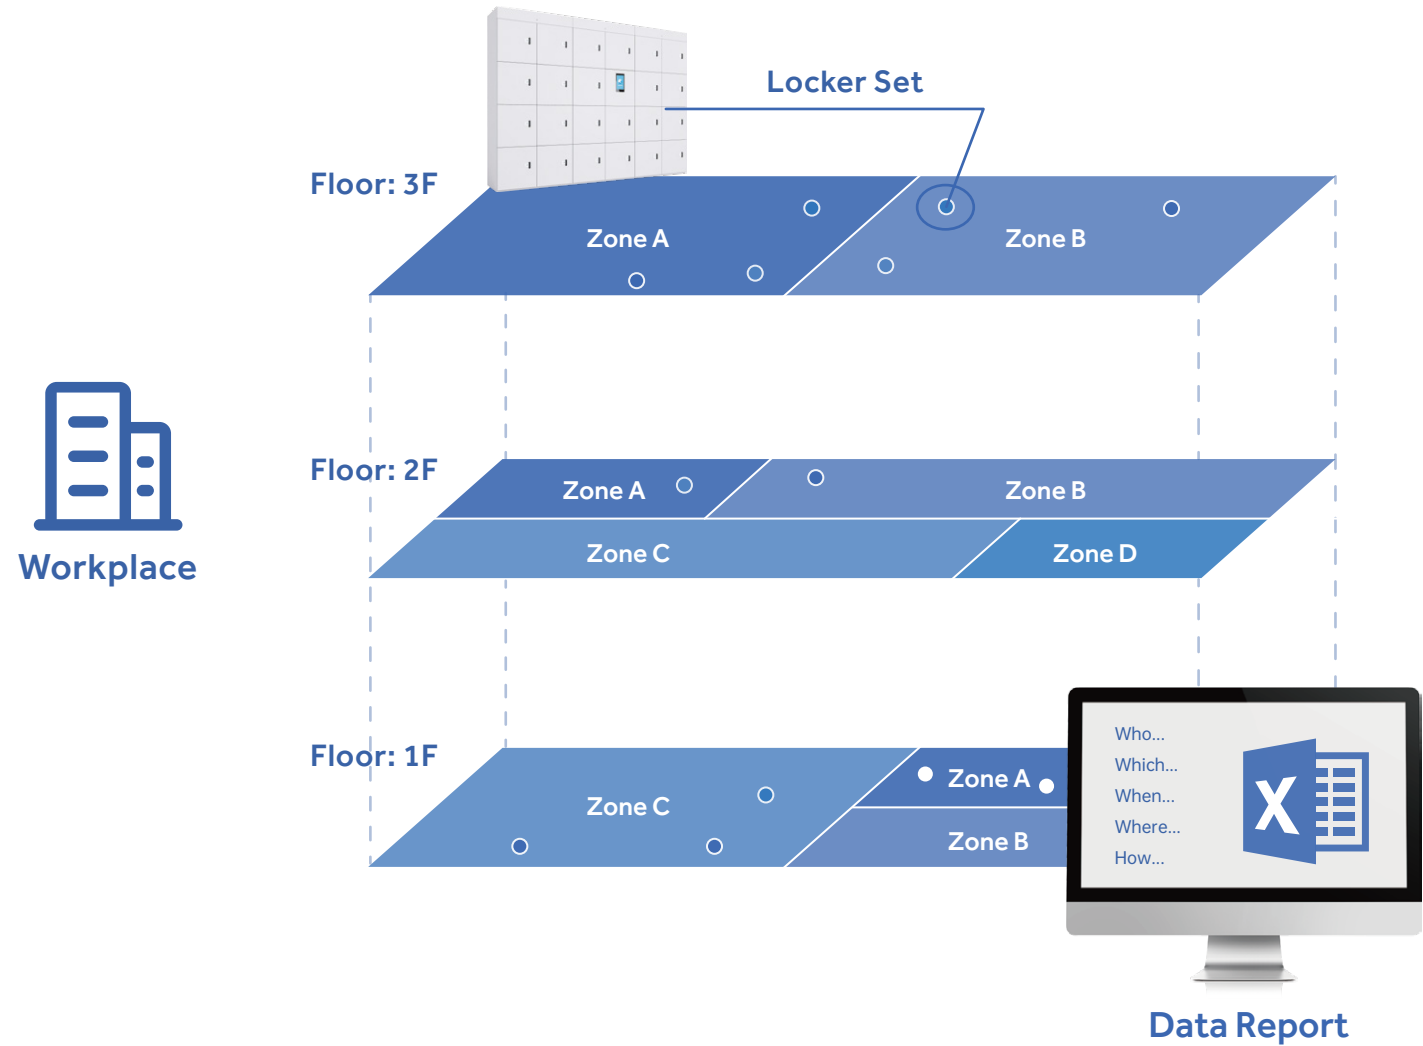 Locker Set
Floor: 3F
Zone A
Zone B
Floor: 2F
Zone A
Zone B
Zone C
Zone D
Workplace
Floor: 1F
Zone C
Zone A
Zone B
Who...
Which...
When...
Where...
How...
X
Data Report